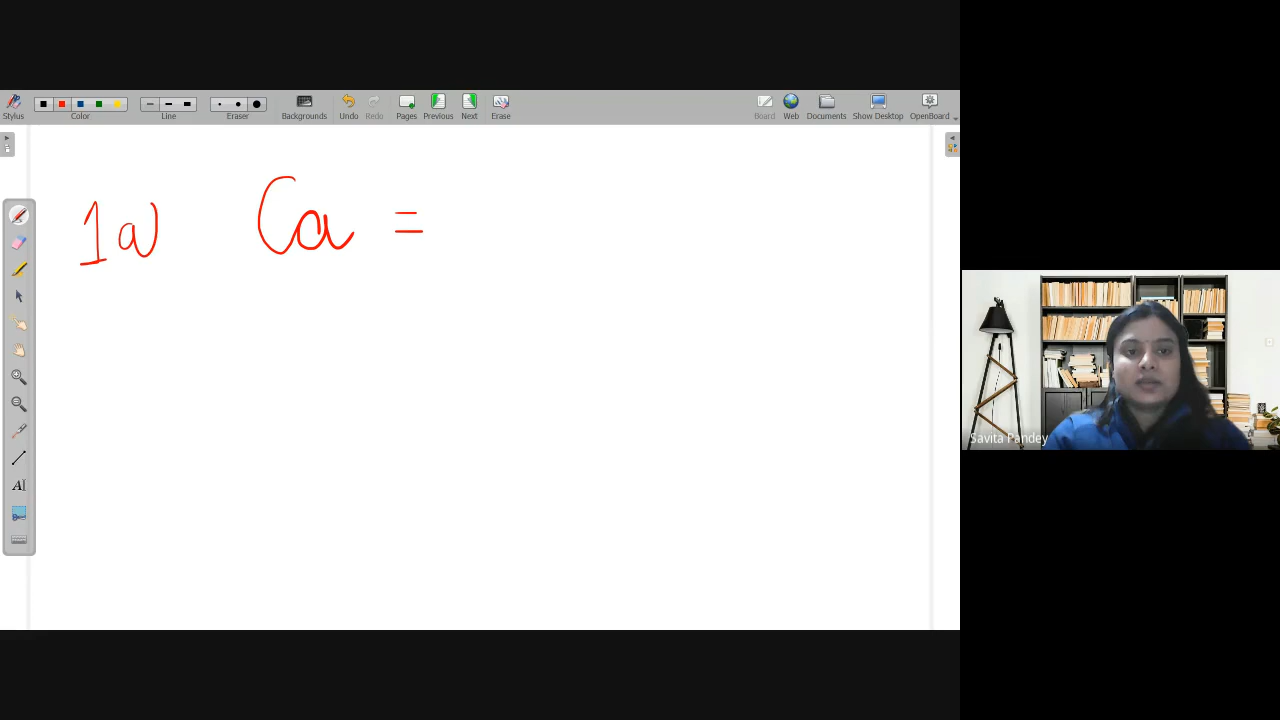 Stylus Color Line Eraser Backgrounds Undo Redo Pages Previous Next Erase Board Web Documents Show Desktop OpenBoard
1a) Ca =
Savita Pandey